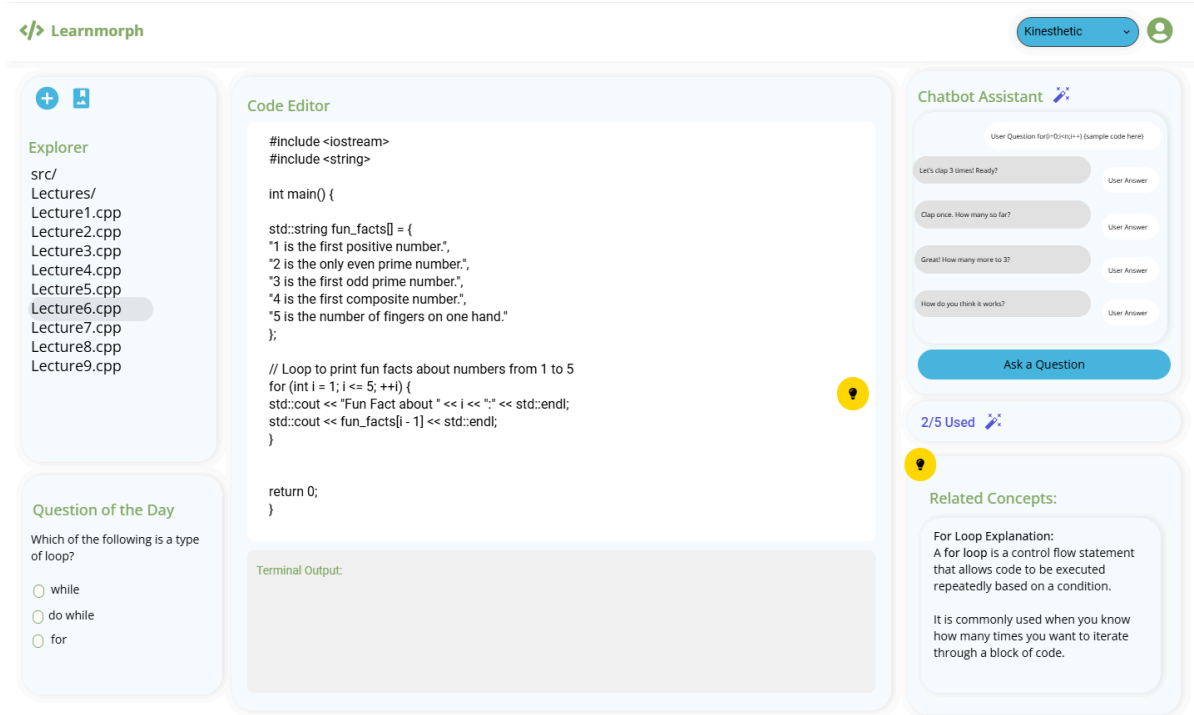 </> Learnmorph
Kinesthetic
Explorer
src/
Lectures/
Lecture1.cpp
Lecture2.cpp
Lecture3.cpp
Lecture4.cpp
Lecture5.cpp
Lecture6.cpp
Lecture7.cpp
Lecture8.cpp
Lecture9.cpp
Question of the Day
Which of the following is a type
of loop?
while
do while
for
Code Editor
#include <iostream>
#include <string>
int main() {
std::string fun_facts[] = {
"1 is the first positive number.",
"2 is the only even prime number.",
"3 is the first odd prime number.",
"4 is the first composite number.",
"5 is the number of fingers on one hand."
};
// Loop to print fun facts about numbers from 1 to 5
for (int i = 1; i <= 5; ++i) {
std::cout << "Fun Fact about " << i << ":" << std::endl;
std::cout << fun_facts[i - 1] << std::endl;
}
return 0;
}
Terminal Output:
Chatbot Assistant
User Question for(i=0;i<n;i++) {sample code here}
Let's clap 3 times! Ready?
User Answer
Clap once. How many so far?
User Answer
Great! How many more to 3?
User Answer
How do you think it works?
User Answer
Ask a Question
2/5 Used
Related Concepts:
For Loop Explanation:
A for loop is a control flow statement
that allows code to be executed
repeatedly based on a condition.
It is commonly used when you know
how many times you want to iterate
through a block of code.